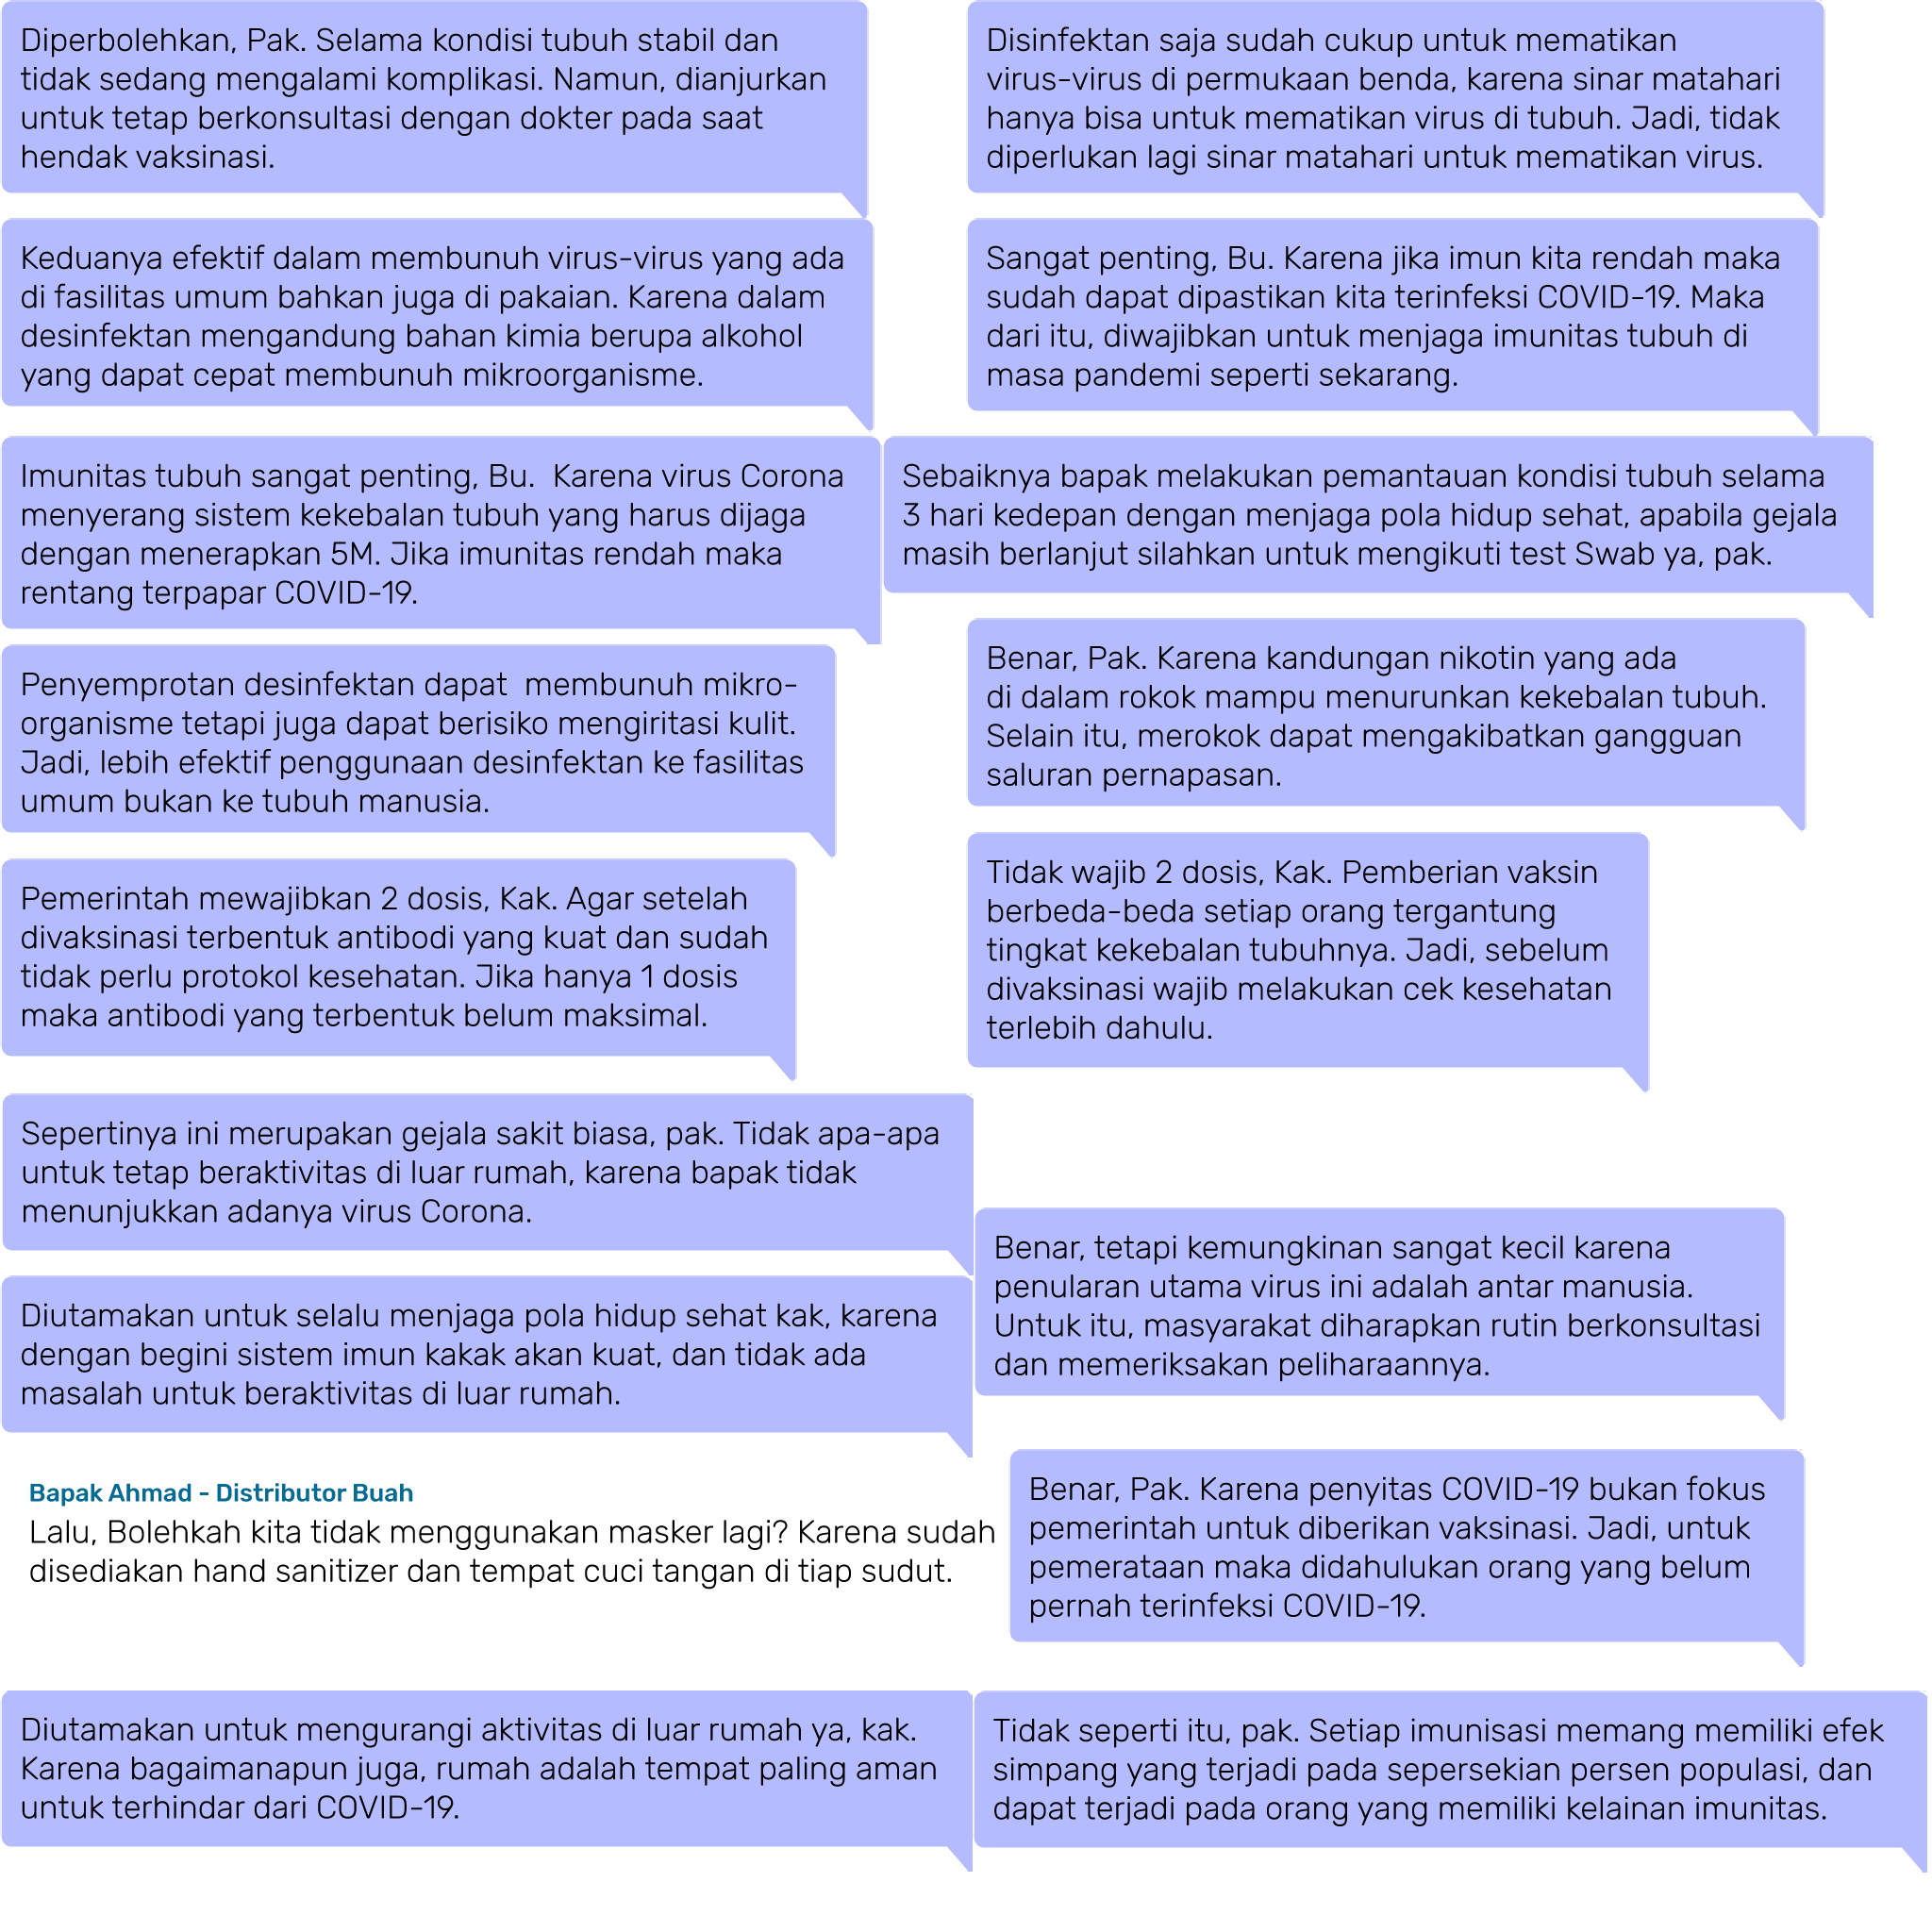 Diperbolehkan, Pak. Selama kondisi tubuh stabil dan
tidak sedang mengalami komplikasi. Namun, dianjurkan
untuk tetap berkonsultasi dengan dokter pada saat
hendak vaksinasi.
Disinfektan saja sudah cukup untuk mematikan
virus-virus di permukaan benda, karena sinar matahari
hanya bisa untuk mematikan virus di tubuh. Jadi, tidak
diperlukan lagi sinar matahari untuk mematikan virus.
Keduanya efektif dalam membunuh virus-virus yang ada
di fasilitas umum bahkan juga di pakaian. Karena dalam
desinfektan mengandung bahan kimia berupa alkohol
yang dapat cepat membunuh mikroorganisme.
Sangat penting, Bu. Karena jika imun kita rendah maka
sudah dapat dipastikan kita terinfeksi COVID-19. Maka
dari itu, diwajibkan untuk menjaga imunitas tubuh di
masa pandemi seperti sekarang.
Imunitas tubuh sangat penting, Bu.  Karena virus Corona
menyerang sistem kekebalan tubuh yang harus dijaga
dengan menerapkan 5M. Jika imunitas rendah maka
rentang terpapar COVID-19.
Sebaiknya bapak melakukan pemantauan kondisi tubuh selama
3 hari kedepan dengan menjaga pola hidup sehat, apabila gejala
masih berlanjut silahkan untuk mengikuti test Swab ya, pak.
Penyemprotan desinfektan dapat  membunuh mikro-
organisme tetapi juga dapat berisiko mengiritasi kulit.
Jadi, lebih efektif penggunaan desinfektan ke fasilitas
umum bukan ke tubuh manusia.
Benar, Pak. Karena kandungan nikotin yang ada
di dalam rokok mampu menurunkan kekebalan tubuh.
Selain itu, merokok dapat mengakibatkan gangguan
saluran pernapasan.
Pemerintah mewajibkan 2 dosis, Kak. Agar setelah
divaksinasi terbentuk antibodi yang kuat dan sudah
tidak perlu protokol kesehatan. Jika hanya 1 dosis
maka antibodi yang terbentuk belum maksimal.
Tidak wajib 2 dosis, Kak. Pemberian vaksin
berbeda-beda setiap orang tergantung
tingkat kekebalan tubuhnya. Jadi, sebelum
divaksinasi wajib melakukan cek kesehatan
terlebih dahulu.
Sepertinya ini merupakan gejala sakit biasa, pak. Tidak apa-apa
untuk tetap beraktivitas di luar rumah, karena bapak tidak
menunjukkan adanya virus Corona.
Benar, tetapi kemungkinan sangat kecil karena
penularan utama virus ini adalah antar manusia.
Untuk itu, masyarakat diharapkan rutin berkonsultasi
dan memeriksakan peliharaannya.
Diutamakan untuk selalu menjaga pola hidup sehat kak, karena
dengan begini sistem imun kakak akan kuat, dan tidak ada
masalah untuk beraktivitas di luar rumah.
Bapak Ahmad - Distributor Buah
Lalu, Bolehkah kita tidak menggunakan masker lagi? Karena sudah
disediakan hand sanitizer dan tempat cuci tangan di tiap sudut.
Benar, Pak. Karena penyitas COVID-19 bukan fokus
pemerintah untuk diberikan vaksinasi. Jadi, untuk
pemerataan maka didahulukan orang yang belum
pernah terinfeksi COVID-19.
Diutamakan untuk mengurangi aktivitas di luar rumah ya, kak.
Karena bagaimanapun juga, rumah adalah tempat paling aman
untuk terhindar dari COVID-19.
Tidak seperti itu, pak. Setiap imunisasi memang memiliki efek
simpang yang terjadi pada sepersekian persen populasi, dan
dapat terjadi pada orang yang memiliki kelainan imunitas.